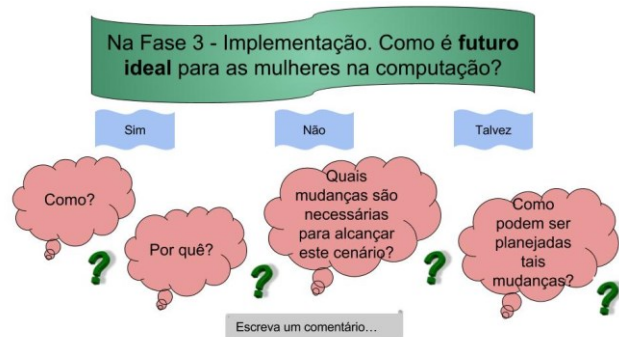 Na Fase 3 - Implementação. Como é futuro
ideal para as mulheres na computação?
Sim
Não
Talvez
Como?
Por quê?
Quais
mudanças são
necessárias
para alcançar
este cenário?
Como
podem ser
planejadas
tais
mudanças?
?
?
?
?
Escreva um comentário…